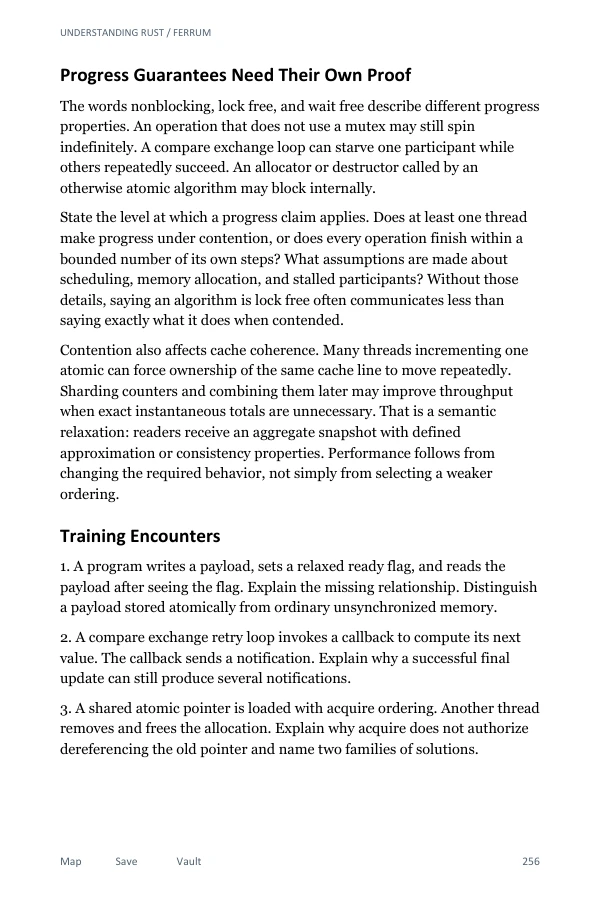 UNDERSTANDING RUST / FERRUM
Progress Guarantees Need Their Own Proof
The words nonblocking, lock free, and wait free describe different progress
properties. An operation that does not use a mutex may still spin
indefinitely. A compare exchange loop can starve one participant while
others repeatedly succeed. An allocator or destructor called by an
otherwise atomic algorithm may block internally.
State the level at which a progress claim applies. Does at least one thread
make progress under contention, or does every operation finish within a
bounded number of its own steps? What assumptions are made about
scheduling, memory allocation, and stalled participants? Without those
details, saying an algorithm is lock free often communicates less than
saying exactly what it does when contended.
Contention also affects cache coherence. Many threads incrementing one
atomic can force ownership of the same cache line to move repeatedly.
Sharding counters and combining them later may improve throughput
when exact instantaneous totals are unnecessary. That is a semantic
relaxation: readers receive an aggregate snapshot with defined
approximation or consistency properties. Performance follows from
changing the required behavior, not simply from selecting a weaker
ordering.
Training Encounters
1. A program writes a payload, sets a relaxed ready flag, and reads the
payload after seeing the flag. Explain the missing relationship. Distinguish
a payload stored atomically from ordinary unsynchronized memory.
2. A compare exchange retry loop invokes a callback to compute its next
value. The callback sends a notification. Explain why a successful final
update can still produce several notifications.
3. A shared atomic pointer is loaded with acquire ordering. Another thread
removes and frees the allocation. Explain why acquire does not authorize
dereferencing the old pointer and name two families of solutions.
Map Save Vault 256